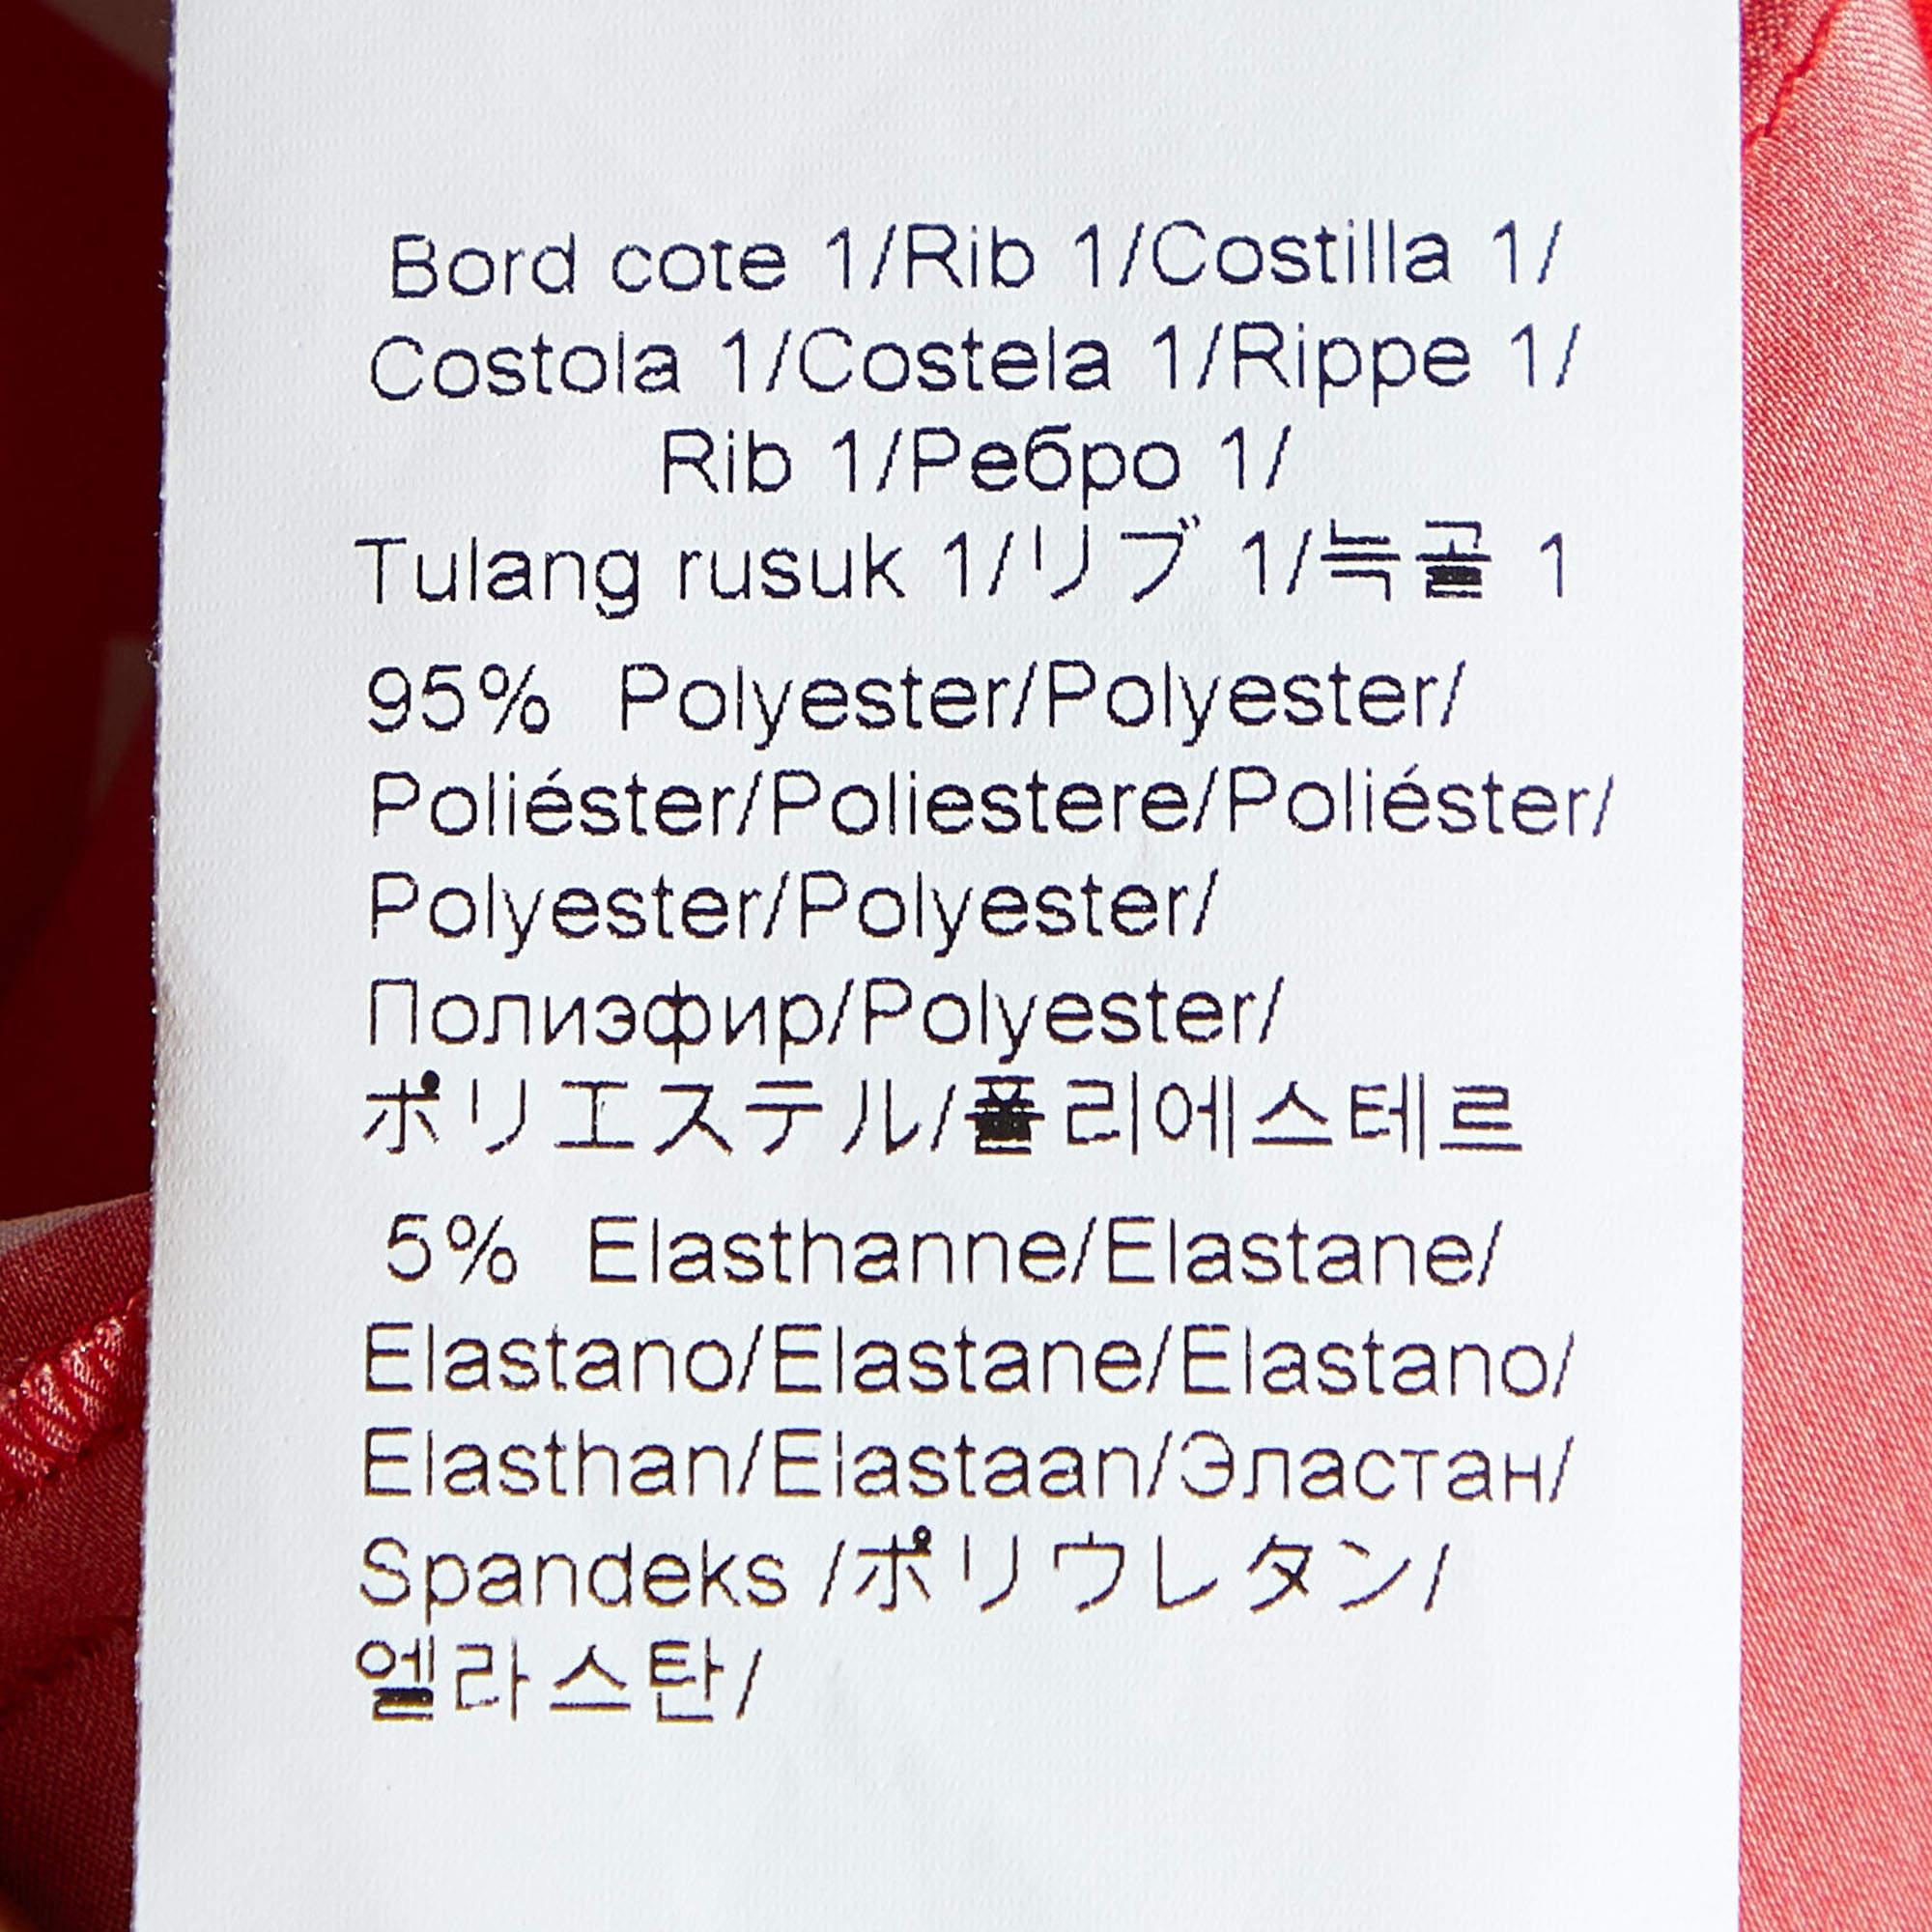 Bord cote 1/Rib 1/Costilla 1/
Costola 1/Costela 1/Rippe 1/
Rib 1/Ребро 1/
Tulang rusuk 1/リブ 1/늑골 1
95% Polyester/Polyester/
Poliéster/Poliestere/Poliéster/
Polyester/Polyester/
Полиэфир/Polyester/
ポリエステル/폴리에스테르
5% Elasthanne/Elastane/
Elastano/Elastane/Elastano/
Elasthan/Elastaan/Эластан/
Spandeks /ポリウレタン/
엘라스탄/